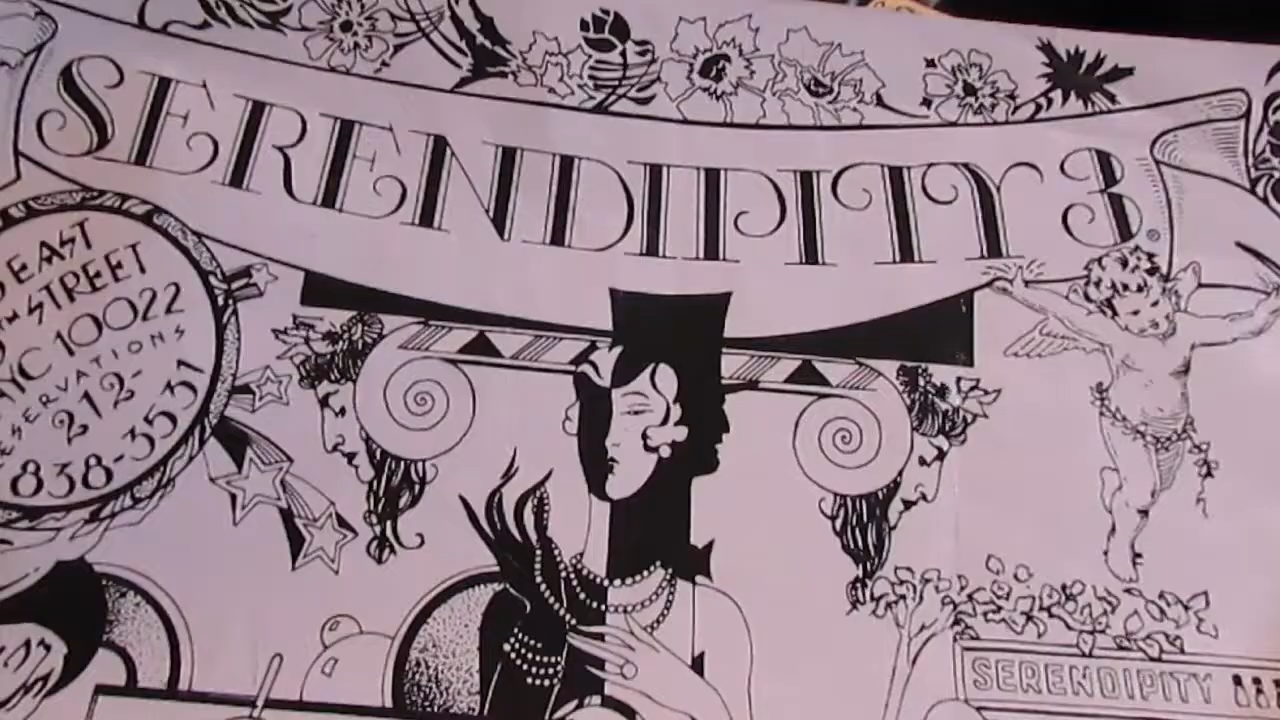 SERENDIPITY 3®
EAST
STREET
NYC 10022
RESERVATIONS
212-
838-3531
SERENDIPITY